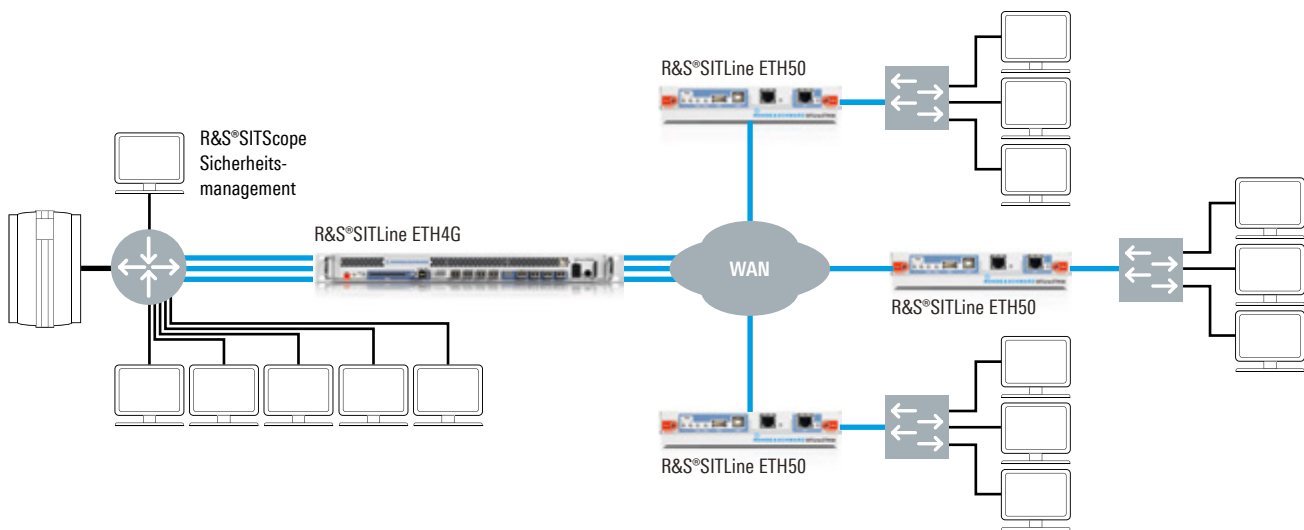 R&S®SITLine ETH50
R&S®SITScope
Sicherheits-
management
R&S®SITLine ETH4G
WAN
R&S®SITLine ETH50
R&S®SITLine ETH50